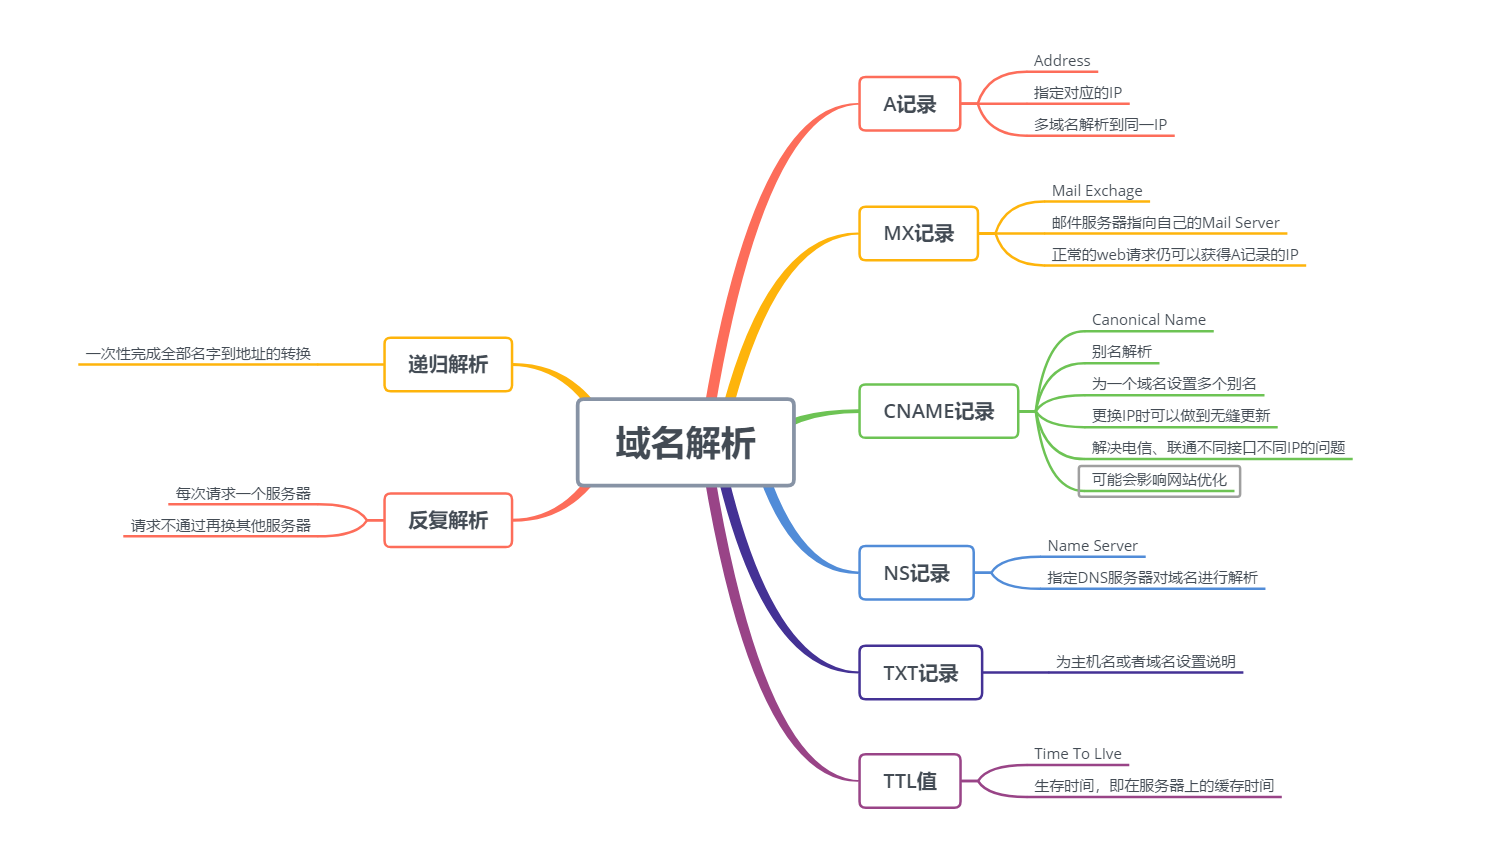 域名解析
A记录
Address
指定对应的IP
多域名解析到同一IP
MX记录
Mail Exchage
邮件服务器指向自己的Mail Server
正常的web请求仍可以获得A记录的IP
CNAME记录
Canonical Name
别名解析
为一个域名设置多个别名
更换IP时可以做到无缝更新
解决电信、联通不同接口不同IP的问题
可能会影响网站优化
NS记录
Name Server
指定DNS服务器对域名进行解析
TXT记录
为主机名或者域名设置说明
TTL值
Time To LIve
生存时间，即在服务器上的缓存时间
递归解析
一次性完成全部名字到地址的转换
反复解析
每次请求一个服务器
请求不通过再换其他服务器